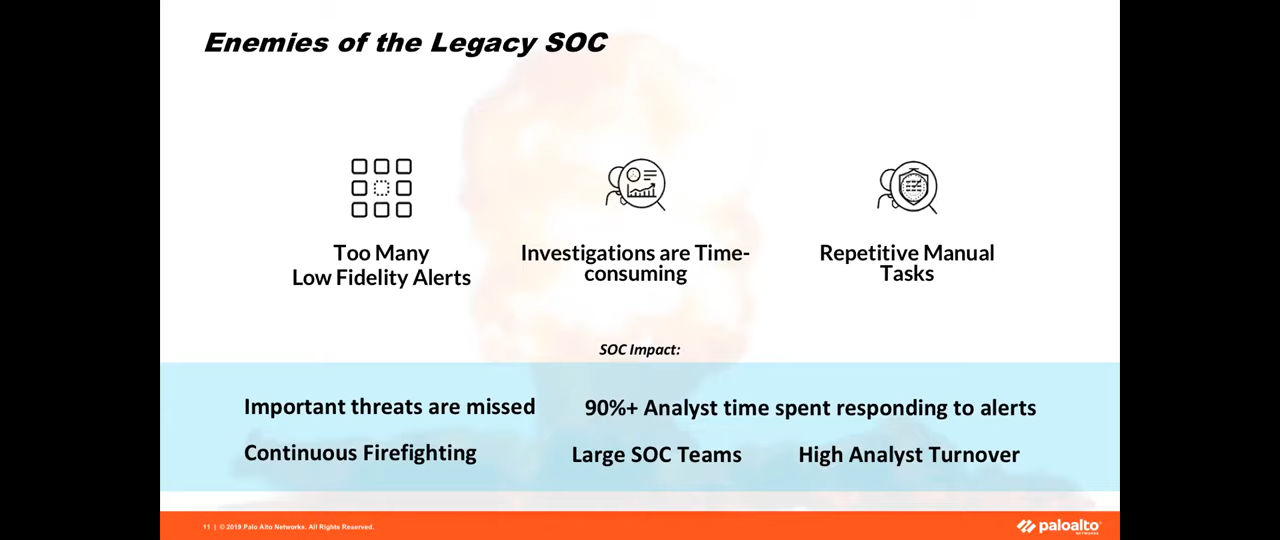 Enemies of the Legacy SOC
Too Many
Low Fidelity Alerts
Investigations are Time-
consuming
Repetitive Manual
Tasks
SOC Impact:
Important threats are missed
90%+ Analyst time spent responding to alerts
Continuous Firefighting
Large SOC Teams
High Analyst Turnover
11 | © 2019 Palo Alto Networks. All Rights Reserved.
paloalto
NETWORKS